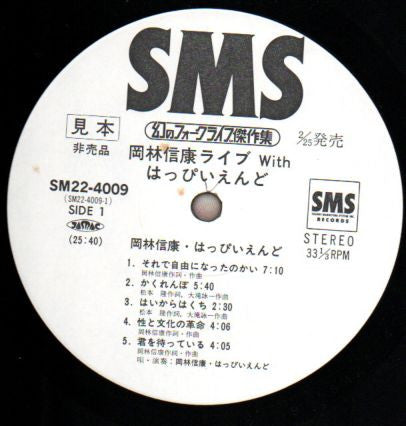 SMS
見本
非売品
幻のフォークライブ傑作集
2/25発売
岡林信康ライブ With
はっぴいえんど
SM22-4009
(SM22-4009-1)
SIDE 1
JASRAC
(25:40)
SMS
RECORDS
STEREO
33 1/3 RPM
岡林信康・はっぴいえんど
1. それで自由になったのかい 7:10
岡林信康作詞・作曲
2. かくれんぼ 5:40
松本 隆作詞、大滝詠一作曲
3. はいからはくち 2:30
松本 隆作詞、大滝詠一作曲
4. 性と文化の革命 4:06
岡林信康作詞・作曲
5. 君を待っている 4:05
岡林信康作詞・作曲
唄・演奏:岡林信康・はっぴいえんど